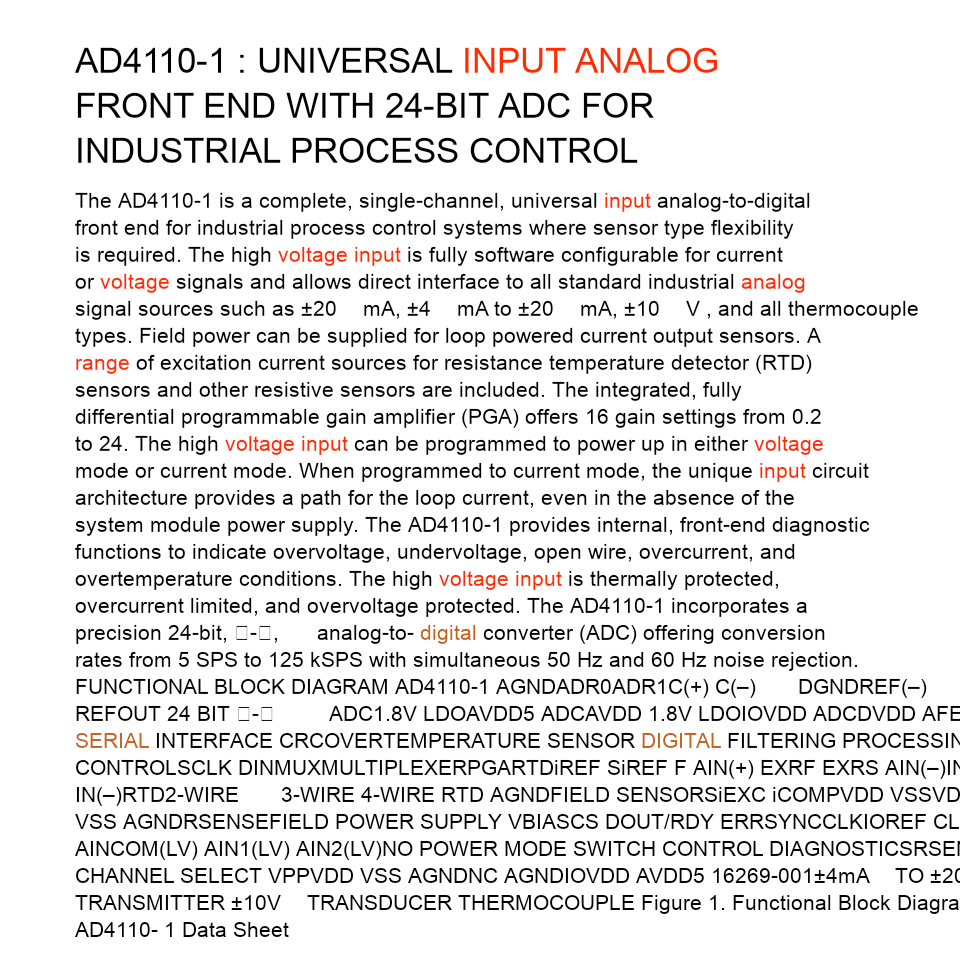 AD4110-1 : UNIVERSAL INPUT ANALOG
FRONT END WITH 24-BIT ADC FOR
INDUSTRIAL PROCESS CONTROL
The AD4110-1 is a complete, single-channel, universal input analog-to-digital
front end for industrial process control systems where sensor type flexibility
is required. The high voltage input is fully software configurable for current
or voltage signals and allows direct interface to all standard industrial analog
signal sources such as ±20 mA, ±4 mA to ±20 mA, ±10 V , and all thermocouple
types. Field power can be supplied for loop powered current output sensors. A
range of excitation current sources for resistance temperature detector (RTD)
sensors and other resistive sensors are included. The integrated, fully
differential programmable gain amplifier (PGA) offers 16 gain settings from 0.2
to 24. The high voltage input can be programmed to power up in either voltage
mode or current mode. When programmed to current mode, the unique input circuit
architecture provides a path for the loop current, even in the absence of the
system module power supply. The AD4110-1 provides internal, front-end diagnostic
functions to indicate overvoltage, undervoltage, open wire, overcurrent, and
overtemperature conditions. The high voltage input is thermally protected,
overcurrent limited, and overvoltage protected. The AD4110-1 incorporates a
precision 24-bit, □-□, analog-to- digital converter (ADC) offering conversion
rates from 5 SPS to 125 kSPS with simultaneous 50 Hz and 60 Hz noise rejection.
FUNCTIONAL BLOCK DIAGRAM AD4110-1 AGNDADR0ADR1C(+) C(–) DGNDREF(–)
REFOUT 24 BIT □-□ ADC1.8V LDOAVDD5 ADCAVDD 1.8V LDOIOVDD ADCDVDD AFE
SERIAL INTERFACE CRCOVERTEMPERATURE SENSOR DIGITAL FILTERING PROCESSIN
CONTROLSCLK DINMUXMULTIPLEXERPGARTDiREF SiREF F AIN(+) EXRF EXRS AIN(–)IN
IN(–)RTD2-WIRE 3-WIRE 4-WIRE RTD AGNDFIELD SENSORSiEXC iCOMPVDD VSSVD
VSS AGNDRSENSEFIELD POWER SUPPLY VBIASCS DOUT/RDY ERRSYNCCLKIOREF CL
AINCOM(LV) AIN1(LV) AIN2(LV)NO POWER MODE SWITCH CONTROL DIAGNOSTICSRSEN
CHANNEL SELECT VPPVDD VSS AGNDNC AGNDIOVDD AVDD5 16269-001±4mA TO ±20
TRANSMITTER ±10V TRANSDUCER THERMOCOUPLE Figure 1. Functional Block Diagra
AD4110- 1 Data Sheet